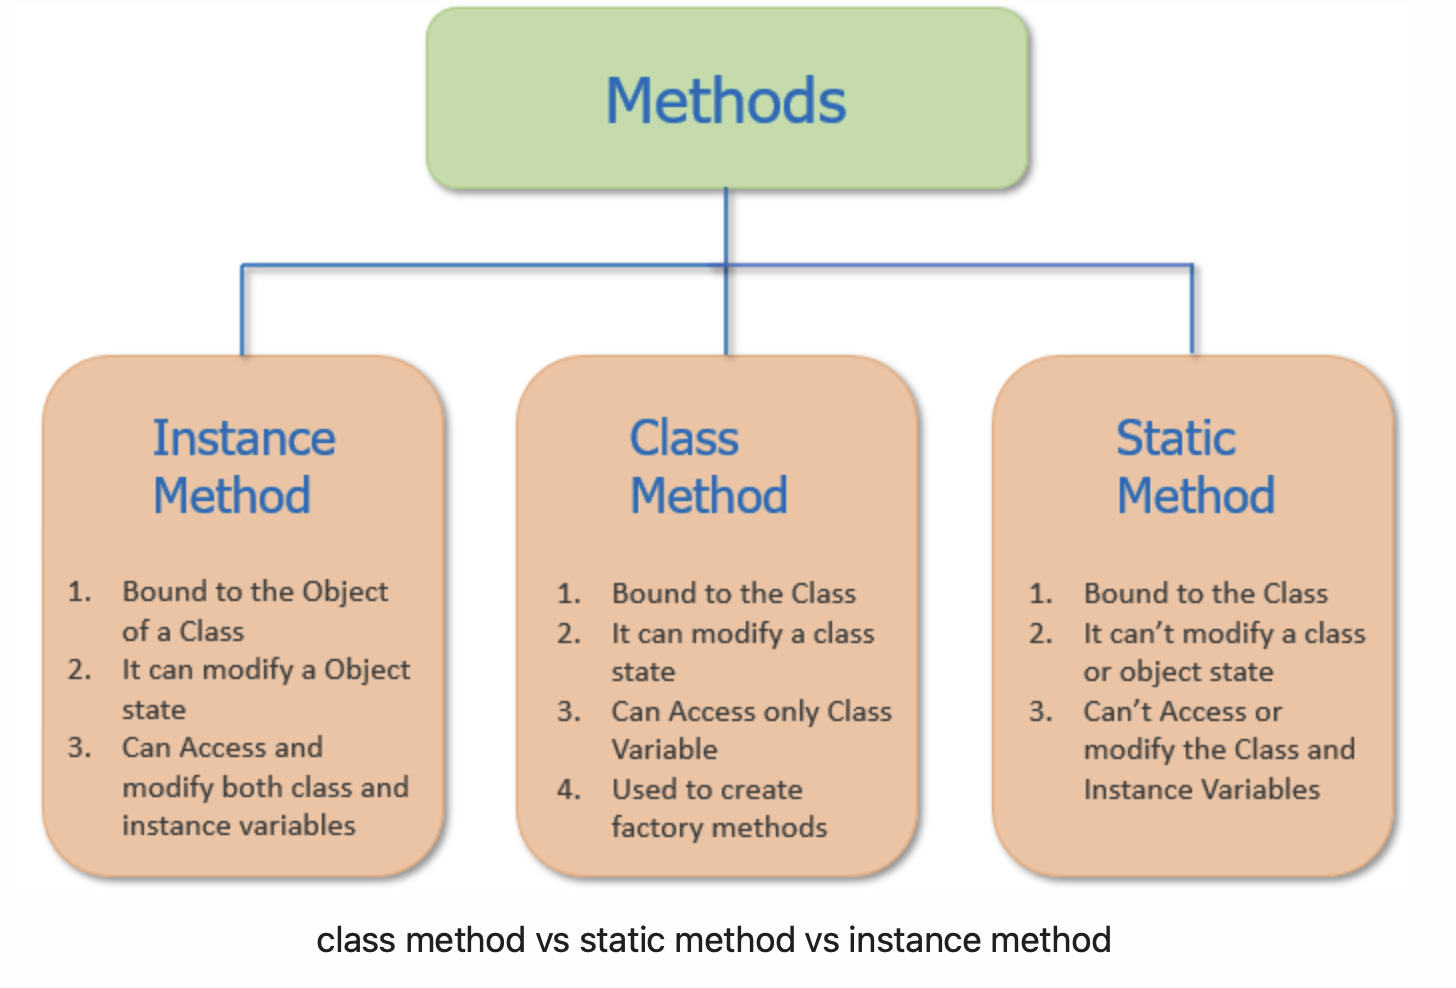 Methods
Instance
Method
1. Bound to the Object
of a Class
2. It can modify a Object
state
3. Can Access and
modify both class and
instance variables
Class
Method
1. Bound to the Class
2. It can modify a class
state
3. Can Access only Class
Variable
4. Used to create
factory methods
Static
Method
1. Bound to the Class
2. It can’t modify a class
or object state
3. Can’t Access or
modify the Class and
Instance Variables
class method vs static method vs instance method